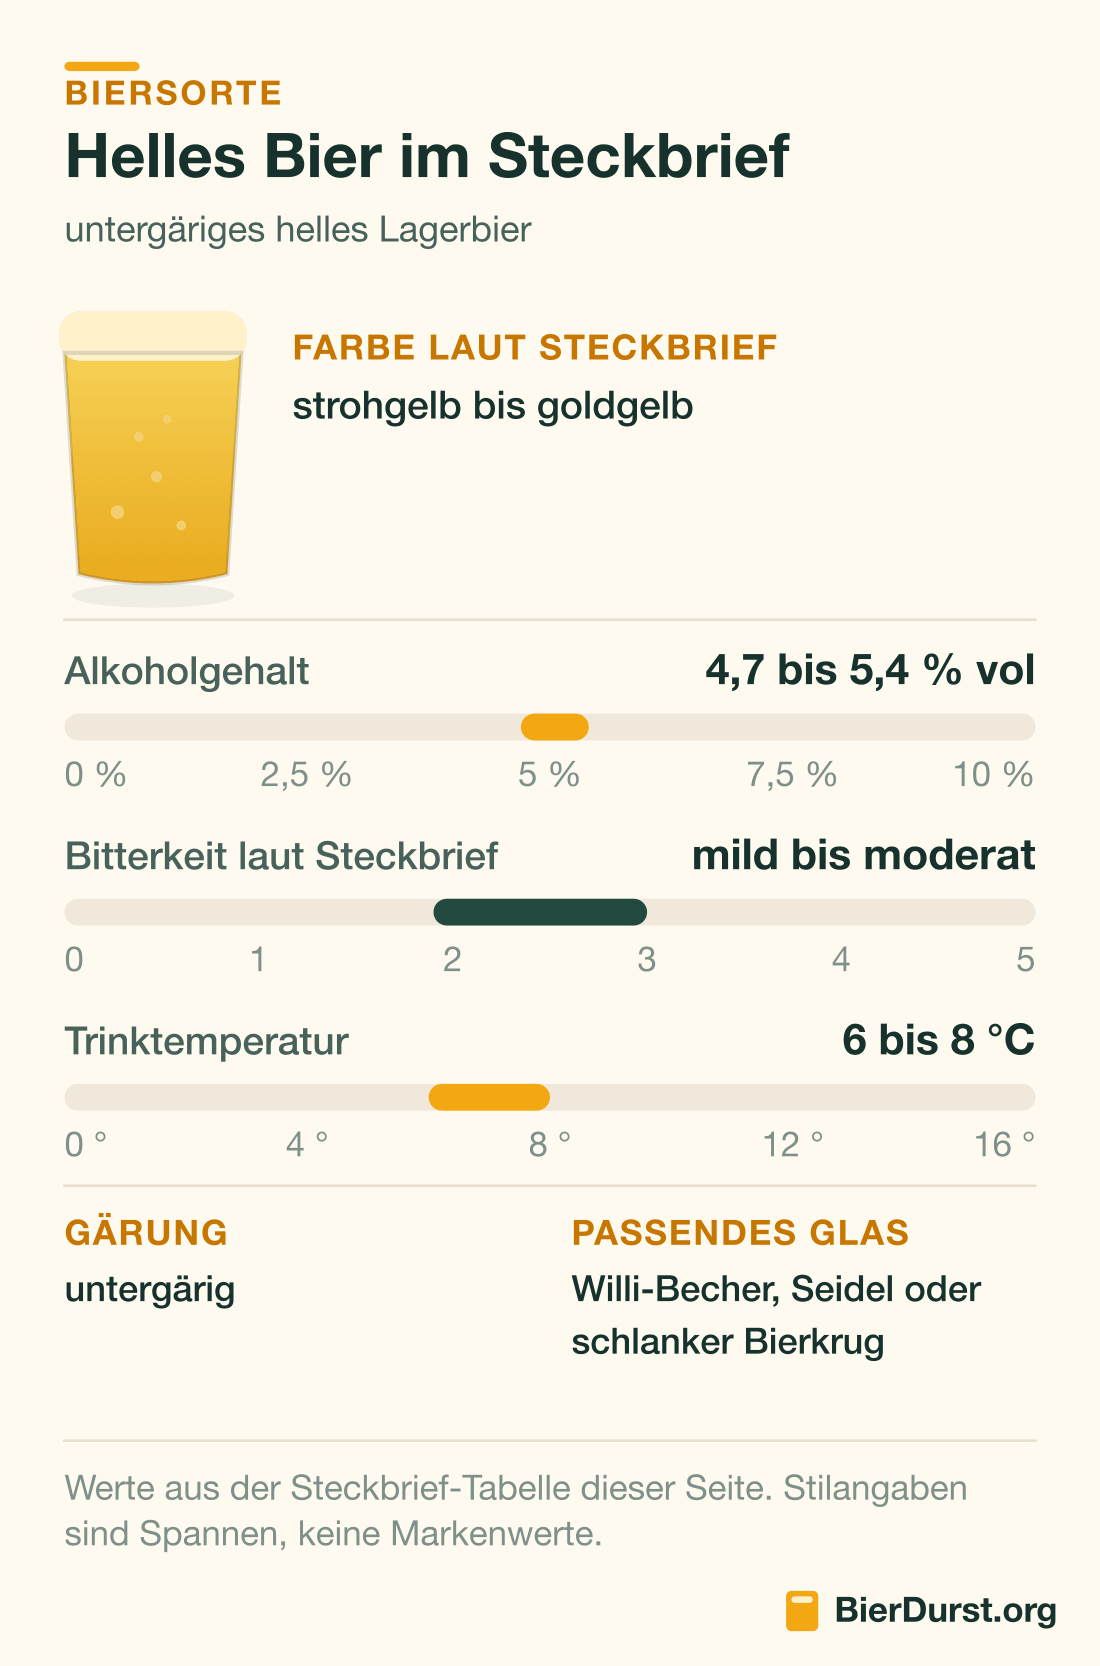 BIERSORTE
Helles Bier im Steckbrief
untergäriges helles Lagerbier
FARBE LAUT STECKBRIEF
strohgelb bis goldgelb
Alkoholgehalt 4,7 bis 5,4 % vol
0 % 2,5 % 5 % 7,5 % 10 %
Bitterkeit laut Steckbrief mild bis moderat
0 1 2 3 4 5
Trinktemperatur 6 bis 8 °C
0 ° 4 ° 8 ° 12 ° 16 °
GÄRUNG
untergärig
PASSENDES GLAS
Willi-Becher, Seidel oder
schlanker Bierkrug
Werte aus der Steckbrief-Tabelle dieser Seite. Stilangaben
sind Spannen, keine Markenwerte.
BierDurst.org